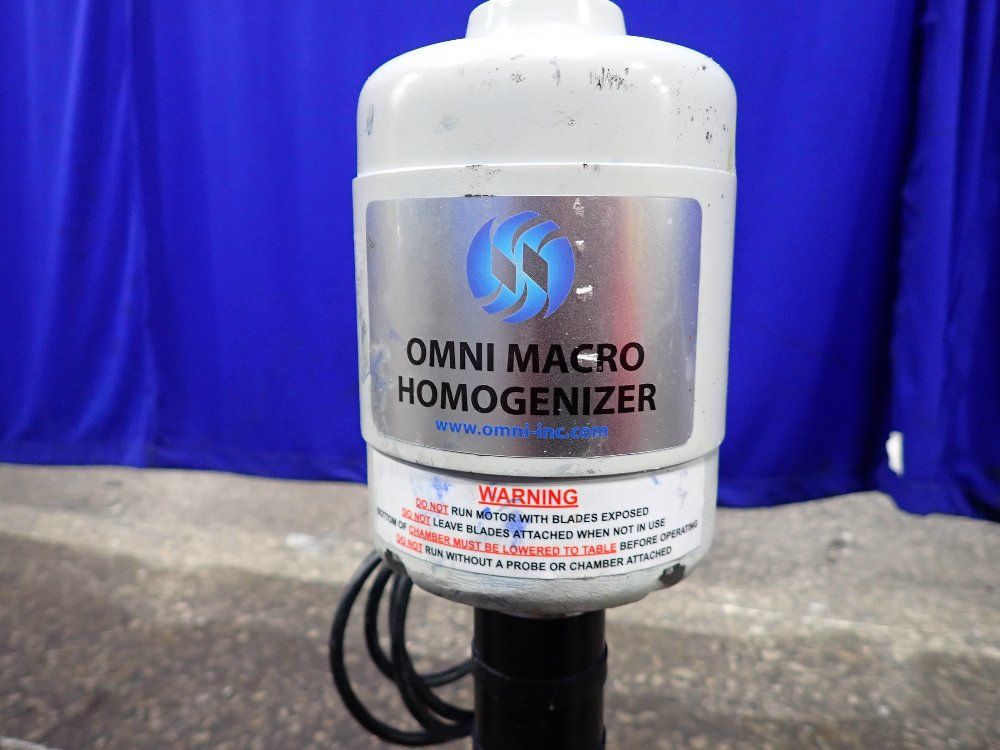 OMNI MACRO
HOMOGENIZER
www.omni-inc.com
WARNING
DO NOT RUN MOTOR WITH BLADES EXPOSED
DO NOT LEAVE BLADES ATTACHED WHEN NOT IN USE
BOTTOM OF CHAMBER MUST BE LOWERED TO TABLE BEFORE OPERATING
DO NOT RUN WITHOUT A PROBE OR CHAMBER ATTACHED